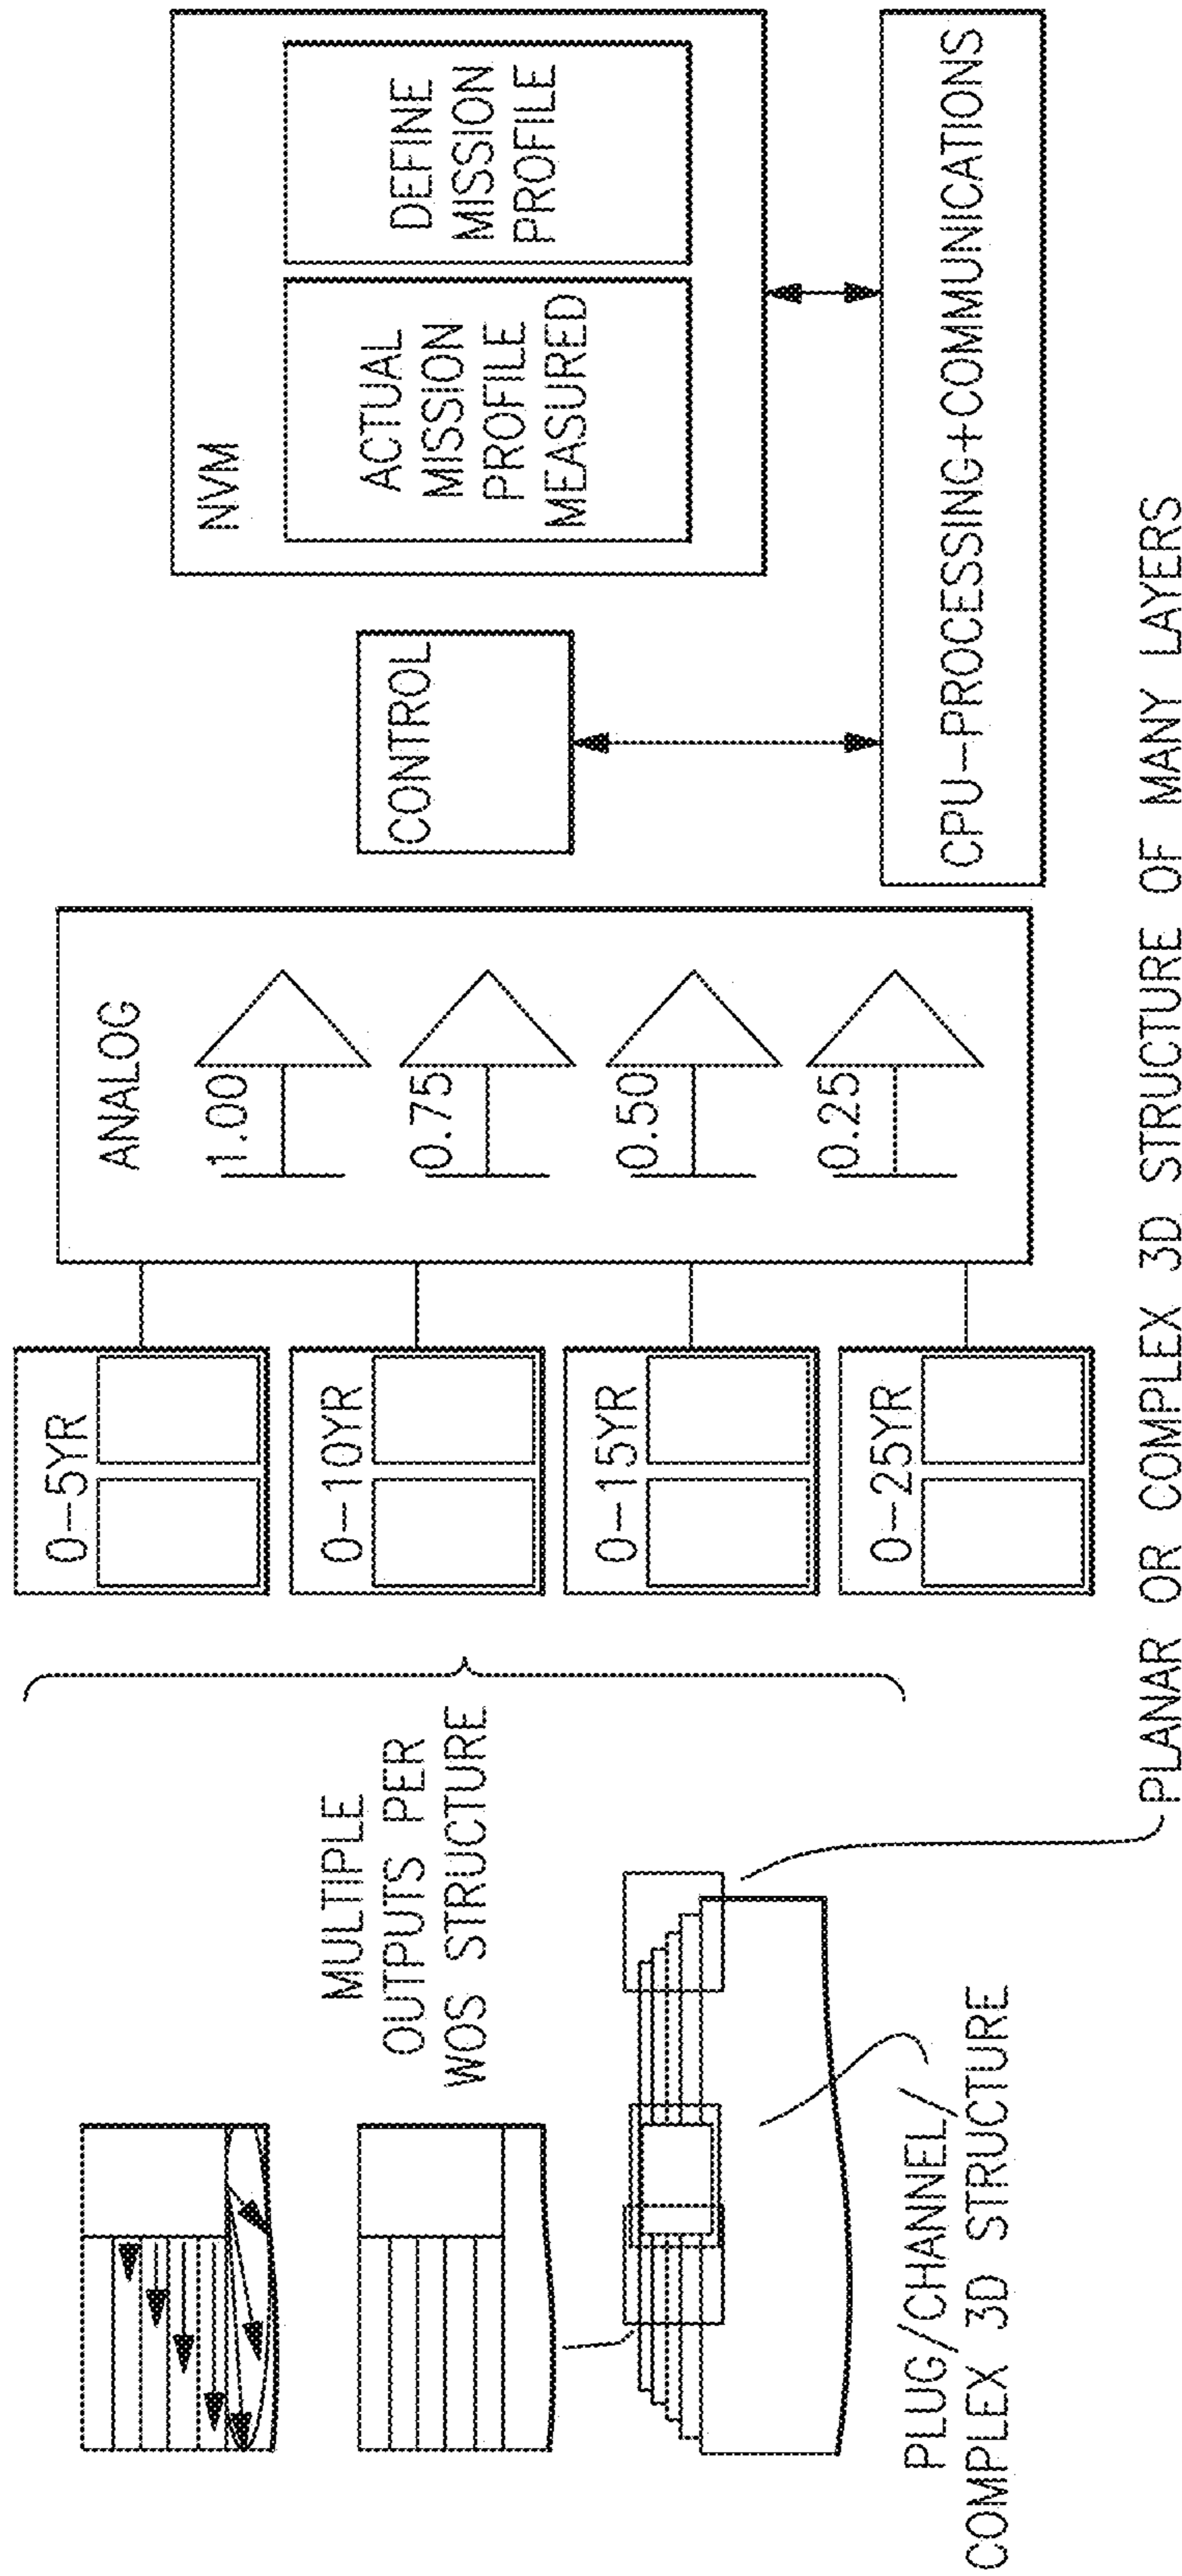 MULTIPLE
OUTPUTS PER
WOS STRUCTURE
PLUG/CHANNEL/
COMPLEX 3D STRUCTURE
PLANAR OR COMPLEX 3D STRUCTURE OF MANY LAYERS
0-5YR
0-10YR
0-15YR
0-25YR
ANALOG
1.00
0.75
0.50
0.25
CONTROL
NVM
ACTUAL
MISSION
PROFILE
MEASURED
DEFINE
MISSION
PROFILE
CPU-PROCESSING+COMMUNICATIONS